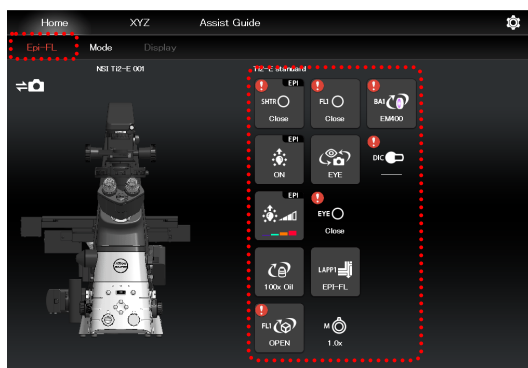 Home XYZ Assist Guide
Epi-FL Mode Display
NSI Ti2-E 001
Ti2-E standard
EPI
SHTR FL1 BA1
Close Close EM400
EPI
DIC
ON EYE
EPI
EYE
Close
LAPP1
100x Oil EPI-FL
FL1 M
OPEN 1.0x